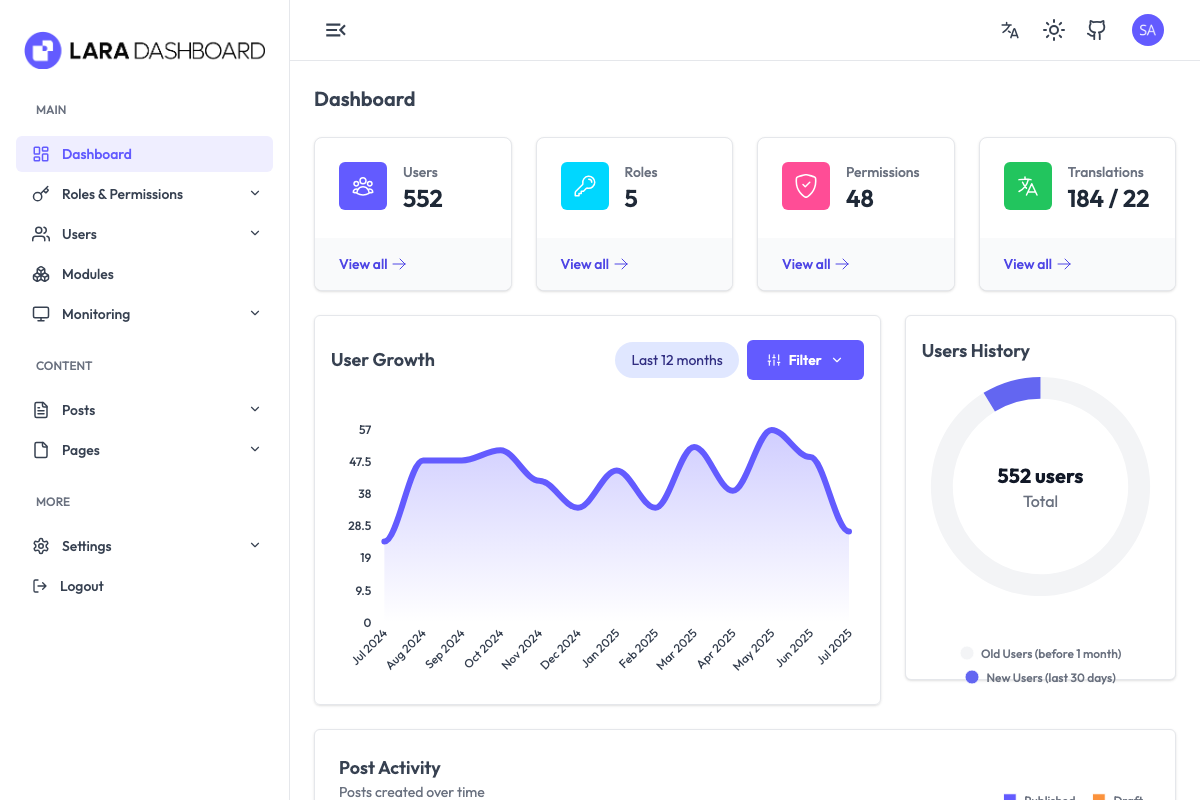 LARA DASHBOARD
SA
MAIN
Dashboard
Roles & Permissions
Users
Modules
Monitoring
CONTENT
Posts
Pages
MORE
Settings
Logout
Dashboard
Users
552
View all
Roles
5
View all
Permissions
48
View all
Translations
184 / 22
View all
User Growth
Last 12 months
Filter
57
47.5
38
28.5
19
9.5
0
Jul 2024
Aug 2024
Sep 2024
Oct 2024
Nov 2024
Dec 2024
Jan 2025
Feb 2025
Mar 2025
Apr 2025
May 2025
Jun 2025
Jul 2025
Users History
552 users
Total
Old Users (before 1 month)
New Users (last 30 days)
Post Activity
Posts created over time
Published
Draft